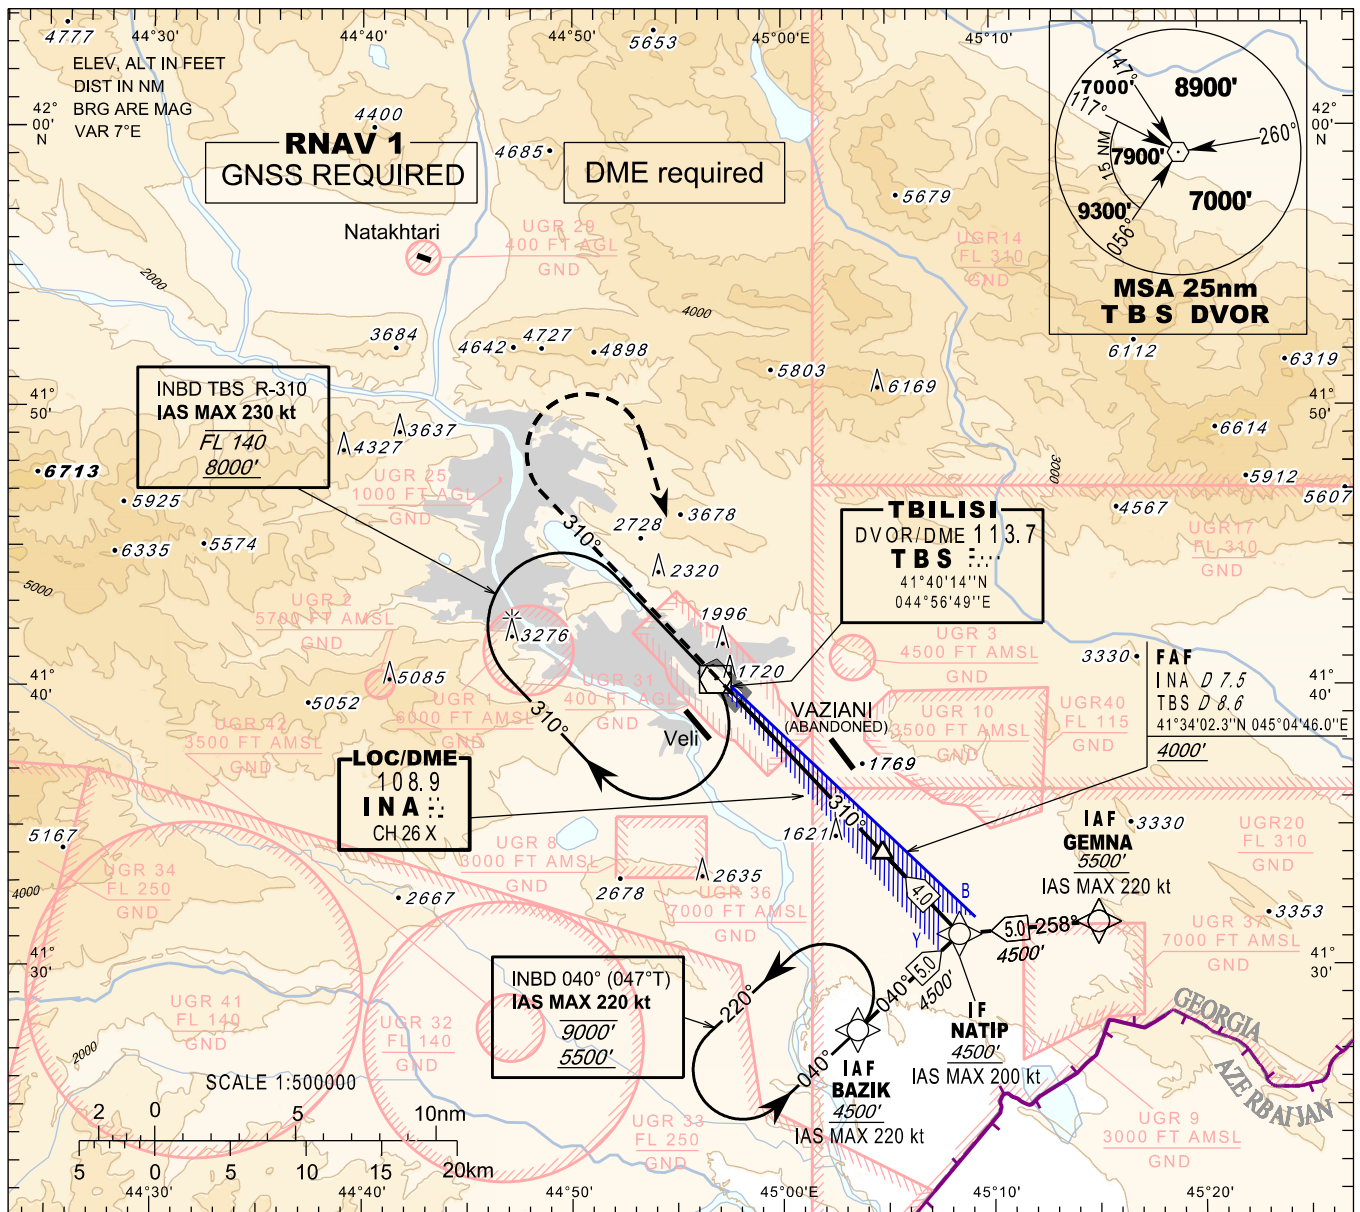 4777
44°30'
44°40'
44°50'
5653
45°00'E
45°10'
ELEV, ALT IN FEET
DIST IN NM
BRG ARE MAG
VAR 7°E
42°
00'
N
4400
RNAV 1
GNSS REQUIRED
4685
DME required
5679
147°
7000'
117°
8900'
260°
15 NM
7900'
9300'
7000'
056°
MSA 25nm
T B S DVOR
42°
00'
N
Natakhtari
UGR 29
400 FT AGL
GND
UGR14
FL 310
GND
2000
4000
3684
4642
4727
4898
5803
6169
6112
6319
INBD TBS R-310
IAS MAX 230 kt
FL 140
8000'
41°
50'
41°
50'
3637
4327
6713
5925
6335
5574
UGR 25
1000 FT AGL
GND
310°
2728
3678
2320
6614
5912
5607
3000
4567
UGR17
FL 310
GND
TBILISI
DVOR/DME 113.7
TBS
41°40'14''N
044°56'49''E
5000
UGR 2
5700 FT AMSL
GND
3276
1996
1720
UGR 3
4500 FT AMSL
GND
3330
FAF
INA D 7.5
TBS D 8.6
41°34'02.3''N 045°04'46.0''E
4000'
41°
40'
41°
40'
5085
5052
UGR 1
6000 FT AMSL
GND
UGR 31
400 FT AGL
GND
UGR 42
3500 FT AMSL
GND
310°
Veli
VAZIANI
(ABANDONED)
1769
UGR 10
3500 FT AMSL
GND
UGR40
FL 115
GND
LOC/DME
108.9
INA
CH 26 X
310°
1621
IAF
GEMNA
5500'
IAS MAX 220 kt
3330
UGR20
FL 310
GND
5167
UGR 8
3000 FT AMSL
GND
2678
2635
UGR 34
FL 250
GND
4000
2667
UGR 36
7000 FT AMSL
GND
4.0
B
Y
5.0
258°
4500'
3353
UGR 37
7000 FT AMSL
GND
41°
30'
41°
30'
INBD 040° (047°T)
IAS MAX 220 kt
9000'
5500'
220°
040°
5.0
4500'
040°
IF
NATIP
4500'
IAS MAX 200 kt
GEORGIA
AZERBAIJAN
UGR 41
FL 140
GND
UGR 32
FL 140
GND
2000
IAF
BAZIK
4500'
IAS MAX 220 kt
SCALE 1:500000
2
0
5
10nm
5
0
5
10
15
20km
UGR 33
FL 250
GND
UGR 9
3000 FT AMSL
GND
44°30'
44°40'
44°50'
45°00'E
45°10'
45°20'